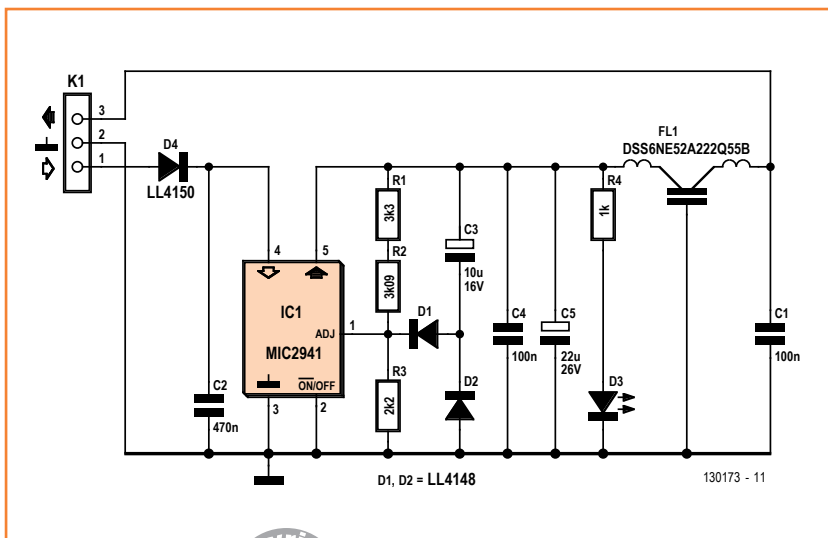 K1
3
2
1
D4
LL4150
FL1
DSS6NE52A222Q55B
R1
3k3
R4
1k
C3
10u
16V
4
5
R2
3k09
IC1
MIC2941
ADJ
1
D1
C4
100n
C5
22u
26V
C1
100n
R3
2k2
D2
D3
C2
470n
ON/OFF
3
2
D1, D2 = LL4148
130173 - 11